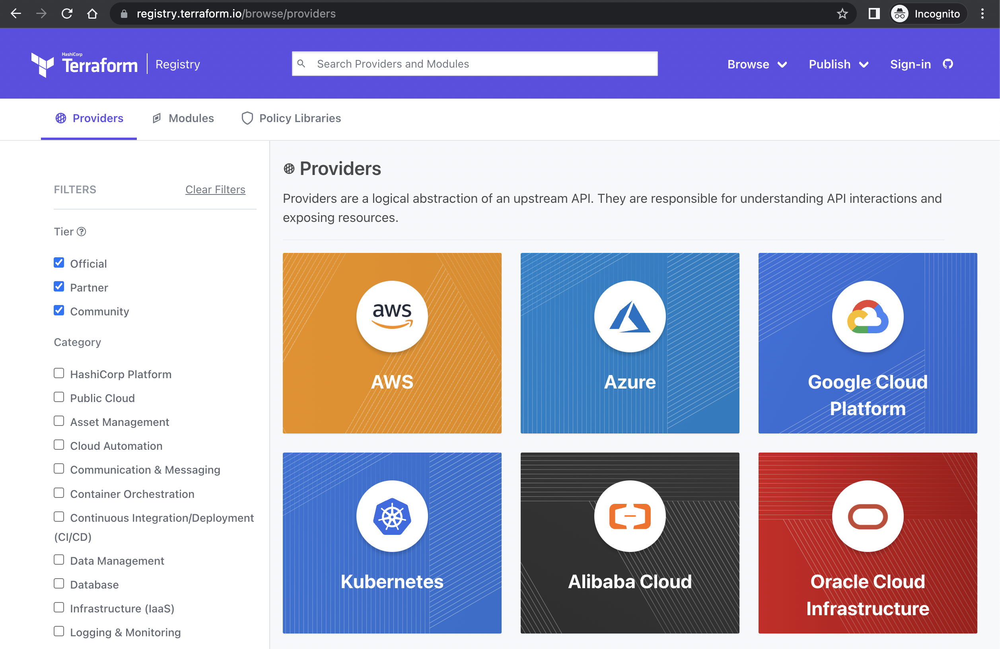 registry.terraform.io/browse/providers
Incognito
HashiCorp
Terraform
Registry
Search Providers and Modules
Browse
Publish
Sign-in
Providers
Modules
Policy Libraries
FILTERS
Clear Filters
Tier ?
Official
Partner
Community
Category
HashiCorp Platform
Public Cloud
Asset Management
Cloud Automation
Communication & Messaging
Container Orchestration
Continuous Integration/Deployment
(CI/CD)
Data Management
Database
Infrastructure (IaaS)
Logging & Monitoring
Providers
Providers are a logical abstraction of an upstream API. They are responsible for understanding API interactions and
exposing resources.
aws
AWS
Azure
Google Cloud
Platform
Kubernetes
Alibaba Cloud
Oracle Cloud
Infrastructure